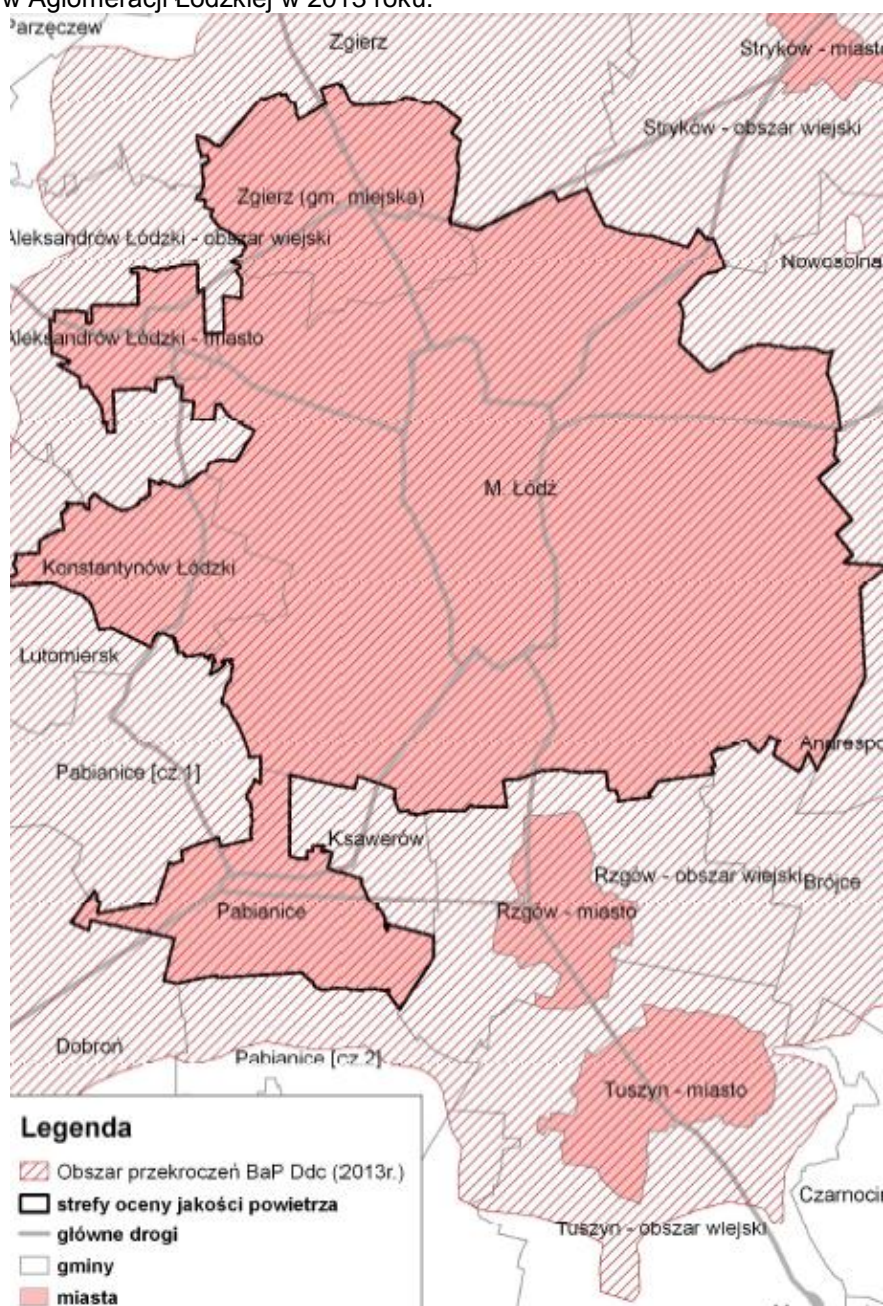 w Aglomeracji Łódzkiej w 2013 roku.
Parzęczew
Zgierz
Stryków - miasto
Stryków - obszar wiejski
Zgierz (gm. miejska)
Aleksandrów Łódzki - obszar wiejski
Nowosolna
Aleksandrów Łódzki - miasto
M. Łódź
Konstantynów Łódzki
Lutomiersk
Andrespo
Pabianice [cz.1]
Ksawerów
Rzgów - obszar wiejski
Brójce
Pabianice
Rzgów - miasto
Dobroń
Pabianice [cz.2]
Tuszyn - miasto
Czarnocin
Tuszyn - obszar wiejski
Legenda
Obszar przekroczeń BaP Ddc (2013r.)
strefy oceny jakości powietrza
główne drogi
gminy
miasta